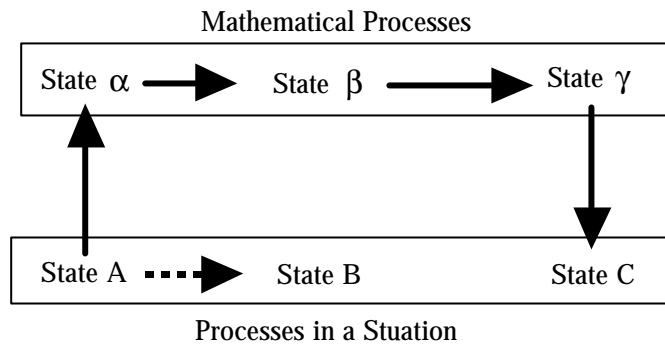 Mathematical Processes
State α State β State γ
State A State B State C
Processes in a Stuation